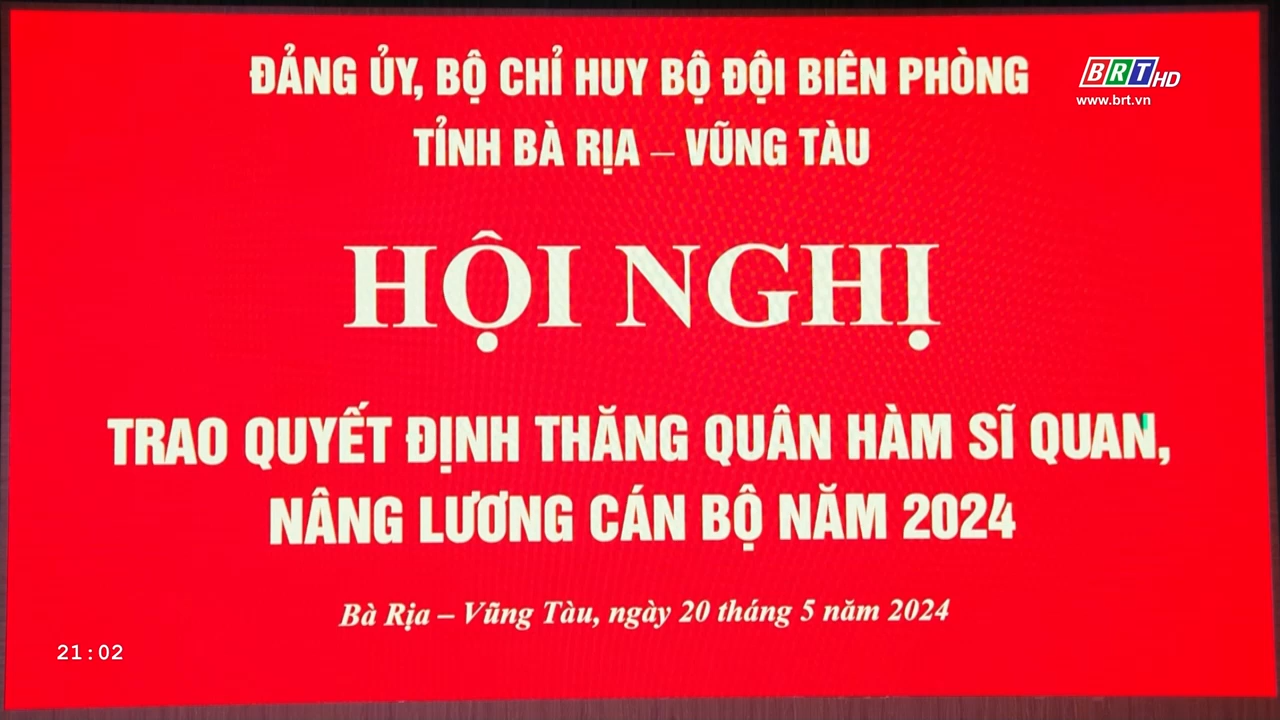 ĐẢNG ỦY, BỘ CHỈ HUY BỘ ĐỘI BIÊN PHÒNG
BRT HD
www.brt.vn
TỈNH BÀ RỊA – VŨNG TÀU
HỘI NGHỊ
TRAO QUYẾT ĐỊNH THĂNG QUÂN HÀM SĨ QUAN,
NÂNG LƯƠNG CÁN BỘ NĂM 2024
Bà Rịa – Vũng Tàu, ngày 20 tháng 5 năm 2024
21:02